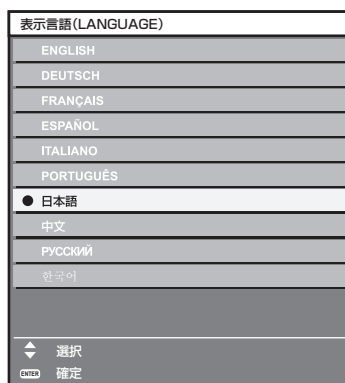 表示言語(LANGUAGE)
ENGLISH
DEUTSCH
FRANÇAIS
ESPAÑOL
ITALIANO
PORTUGUÊS
● 日本語
中文
РУССКИЙ
한국어
選択
ENTER 確定